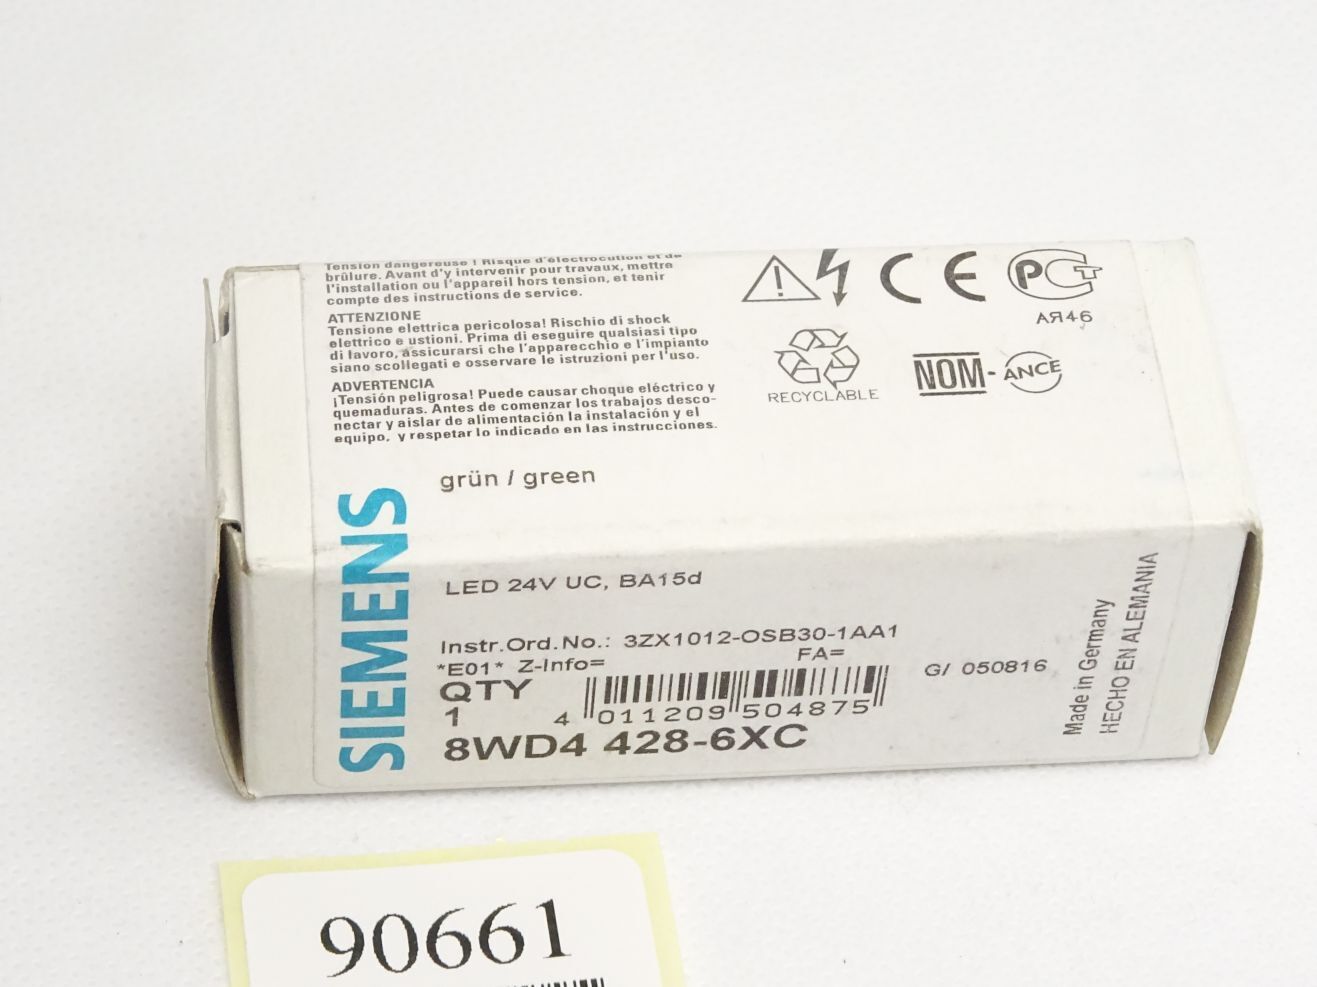 Tension dangereuse ! Risque d'électrocution et de
brûlure. Avant d'y intervenir pour travaux, mettre
l'installation ou l'appareil hors tension, et tenir
compte des instructions de service.
ATTENZIONE
Tensione elettrica pericolosa! Rischio di shock
elettrico e ustioni. Prima di eseguire qualsiasi tipo
di lavoro, assicurarsi che l'apparecchio e l'impianto
siano scollegati e osservare le istruzioni per l'uso.
ADVERTENCIA
¡Tensión peligrosa! Puede causar choque eléctrico y
quemaduras. Antes de comenzar los trabajos desco-
nectar y aislar de alimentación la instalación y el
equipo, y respetar lo indicado en las instrucciones.
CE
PCT
АЯ46
RECYCLABLE
NOM-ANCE
grün / green
SIEMENS
LED 24V UC, BA15d
Instr.Ord.No.: 3ZX1012-OSB30-1AA1
*E01* Z-Info= FA=
QTY
1
4 011209 504875
8WD4 428-6XC
G/ 050816
Made in Germany
HECHO EN ALEMANIA
90661